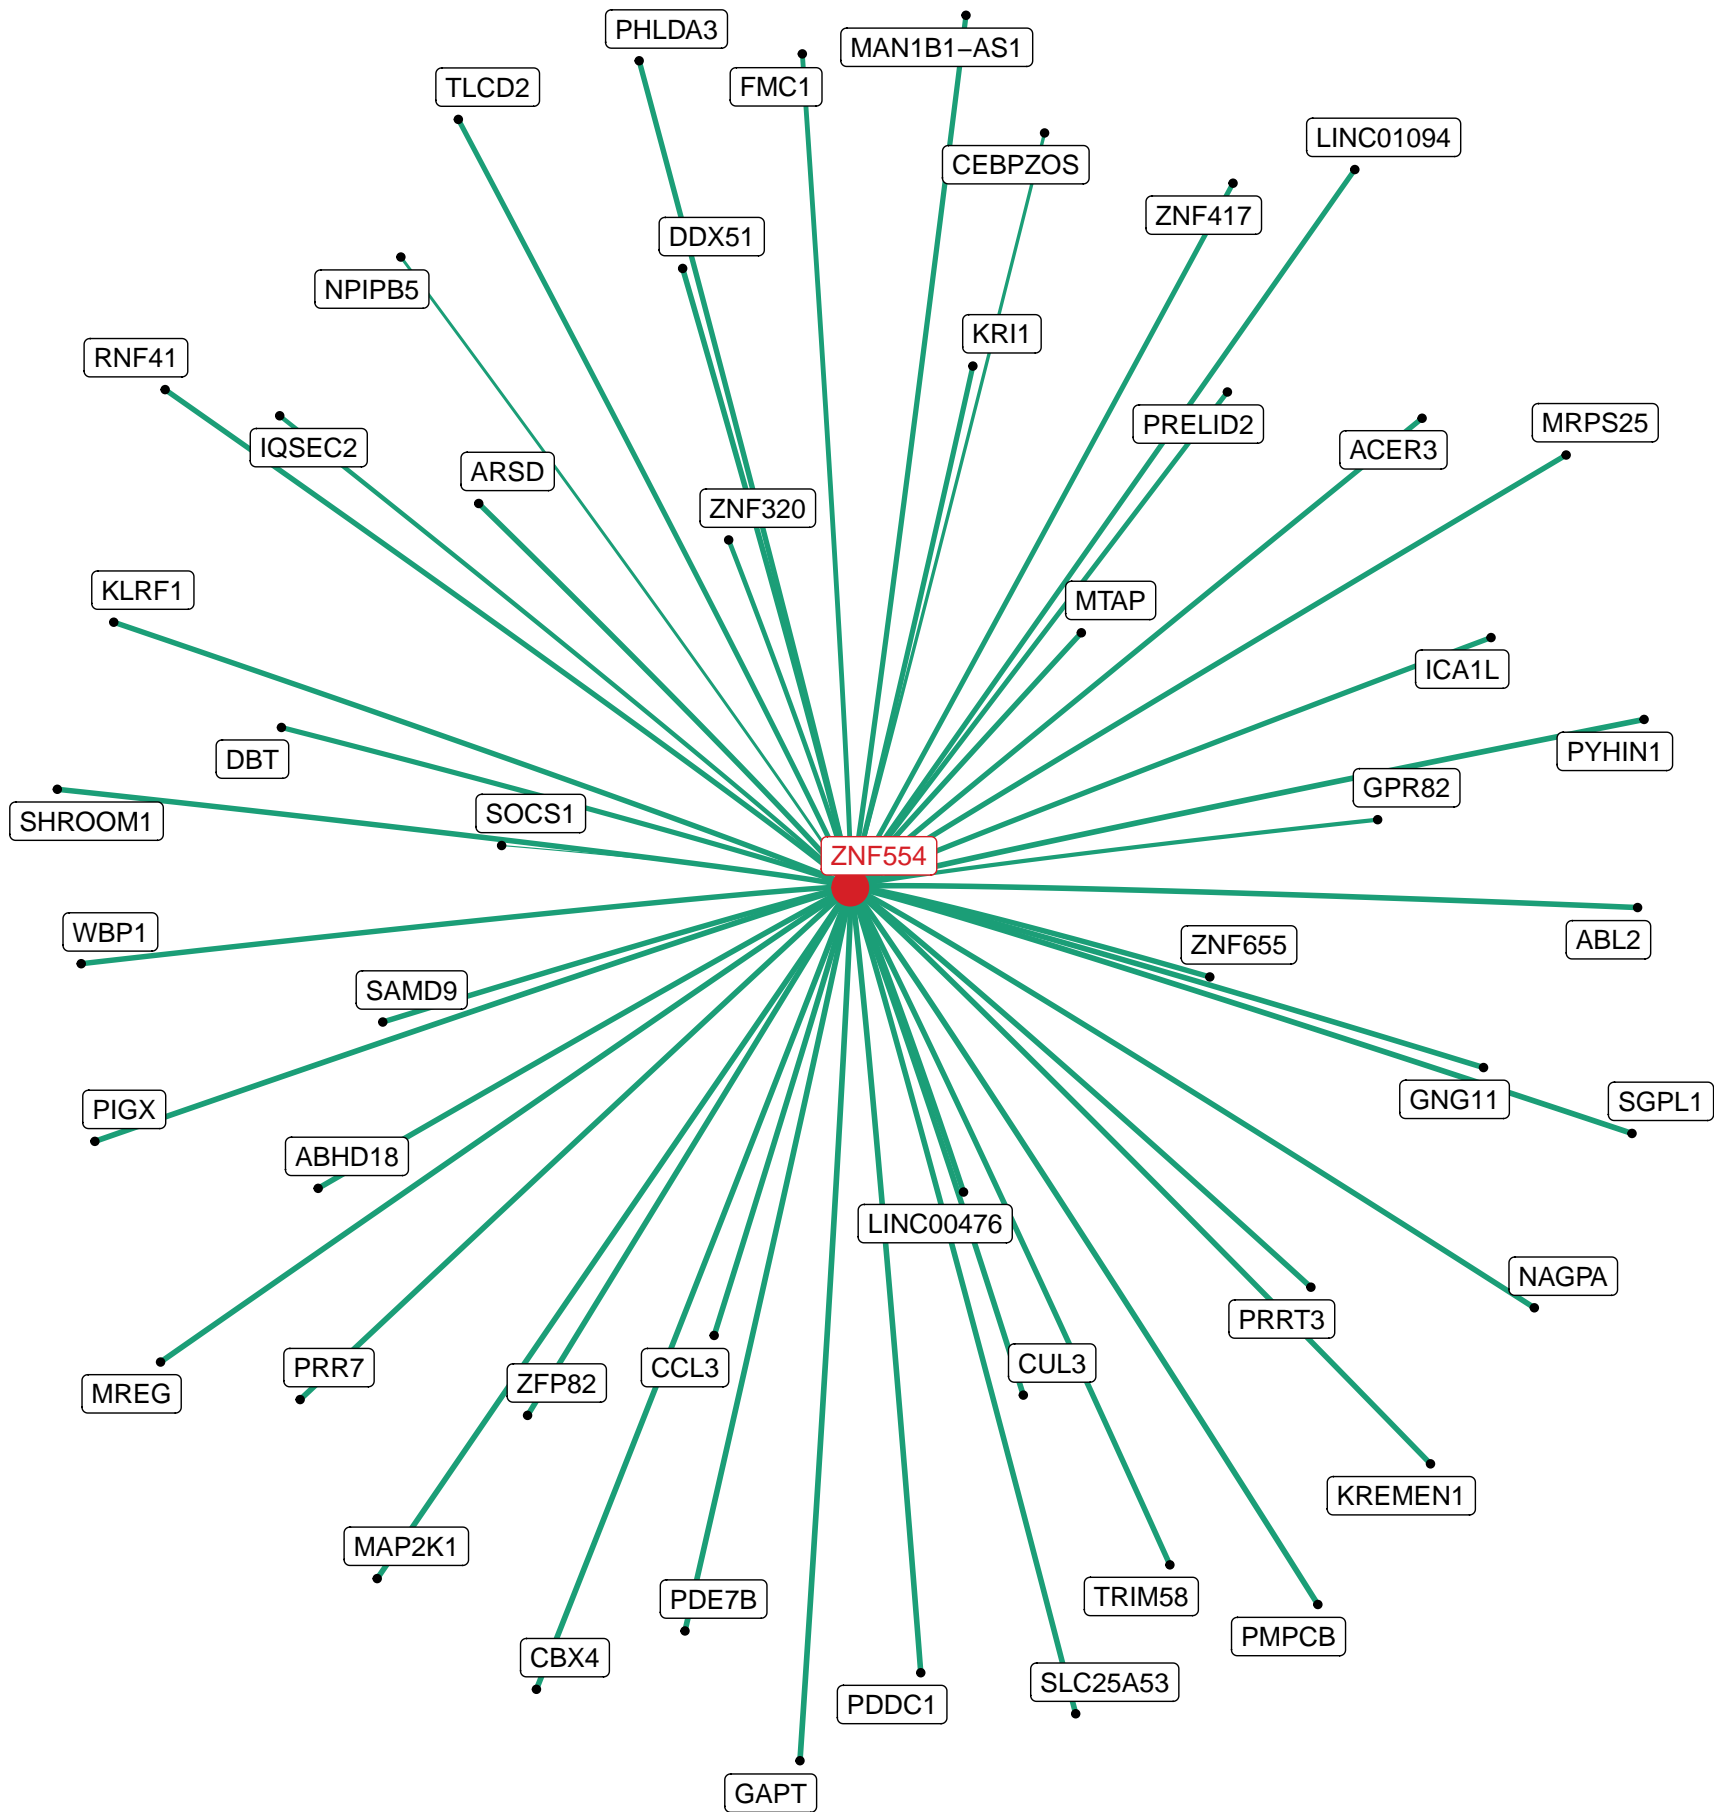 PHLDA3
MAN1B1−AS1
TLCD2
FMC1
LINC01094
CEBPZOS
ZNF417
DDX51
NPIPB5
KRI1
RNF41
PRELID2
MRPS25
IQSEC2
ACER3
ARSD
ZNF320
KLRF1
MTAP
ICA1L
DBT
PYHIN1
GPR82
SHROOM1
SOCS1
ZNF554
WBP1
ZNF655
ABL2
SAMD9
PIGX
GNG11
SGPL1
ABHD18
LINC00476
NAGPA
PRRT3
MREG
PRR7
ZFP82
CCL3
CUL3
KREMEN1
MAP2K1
PDE7B
TRIM58
PMPCB
CBX4
SLC25A53
PDDC1
GAPT